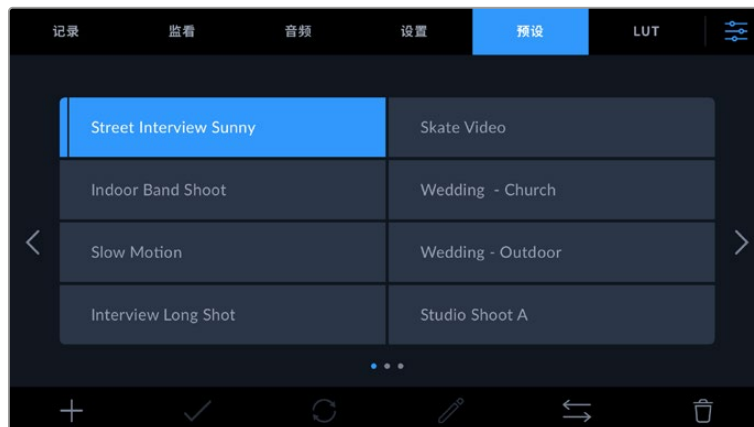 记录 监看 音频 设置 预设 LUT
Street Interview Sunny Skate Video
Indoor Band Shoot Wedding - Church
Slow Motion Wedding - Outdoor
Interview Long Shot Studio Shoot A